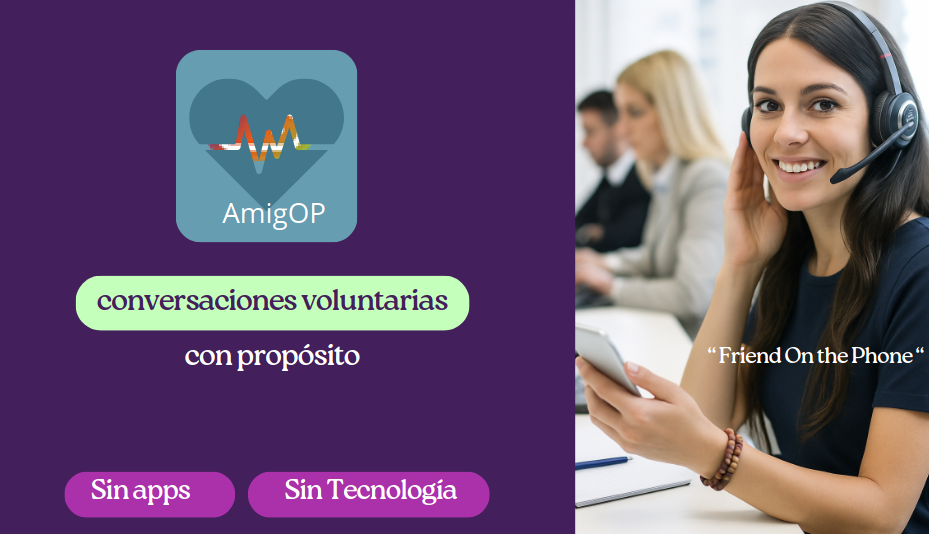 AmigOP
conversaciones voluntarias
con propósito
Sin apps
Sin Tecnología
“ Friend On the Phone “